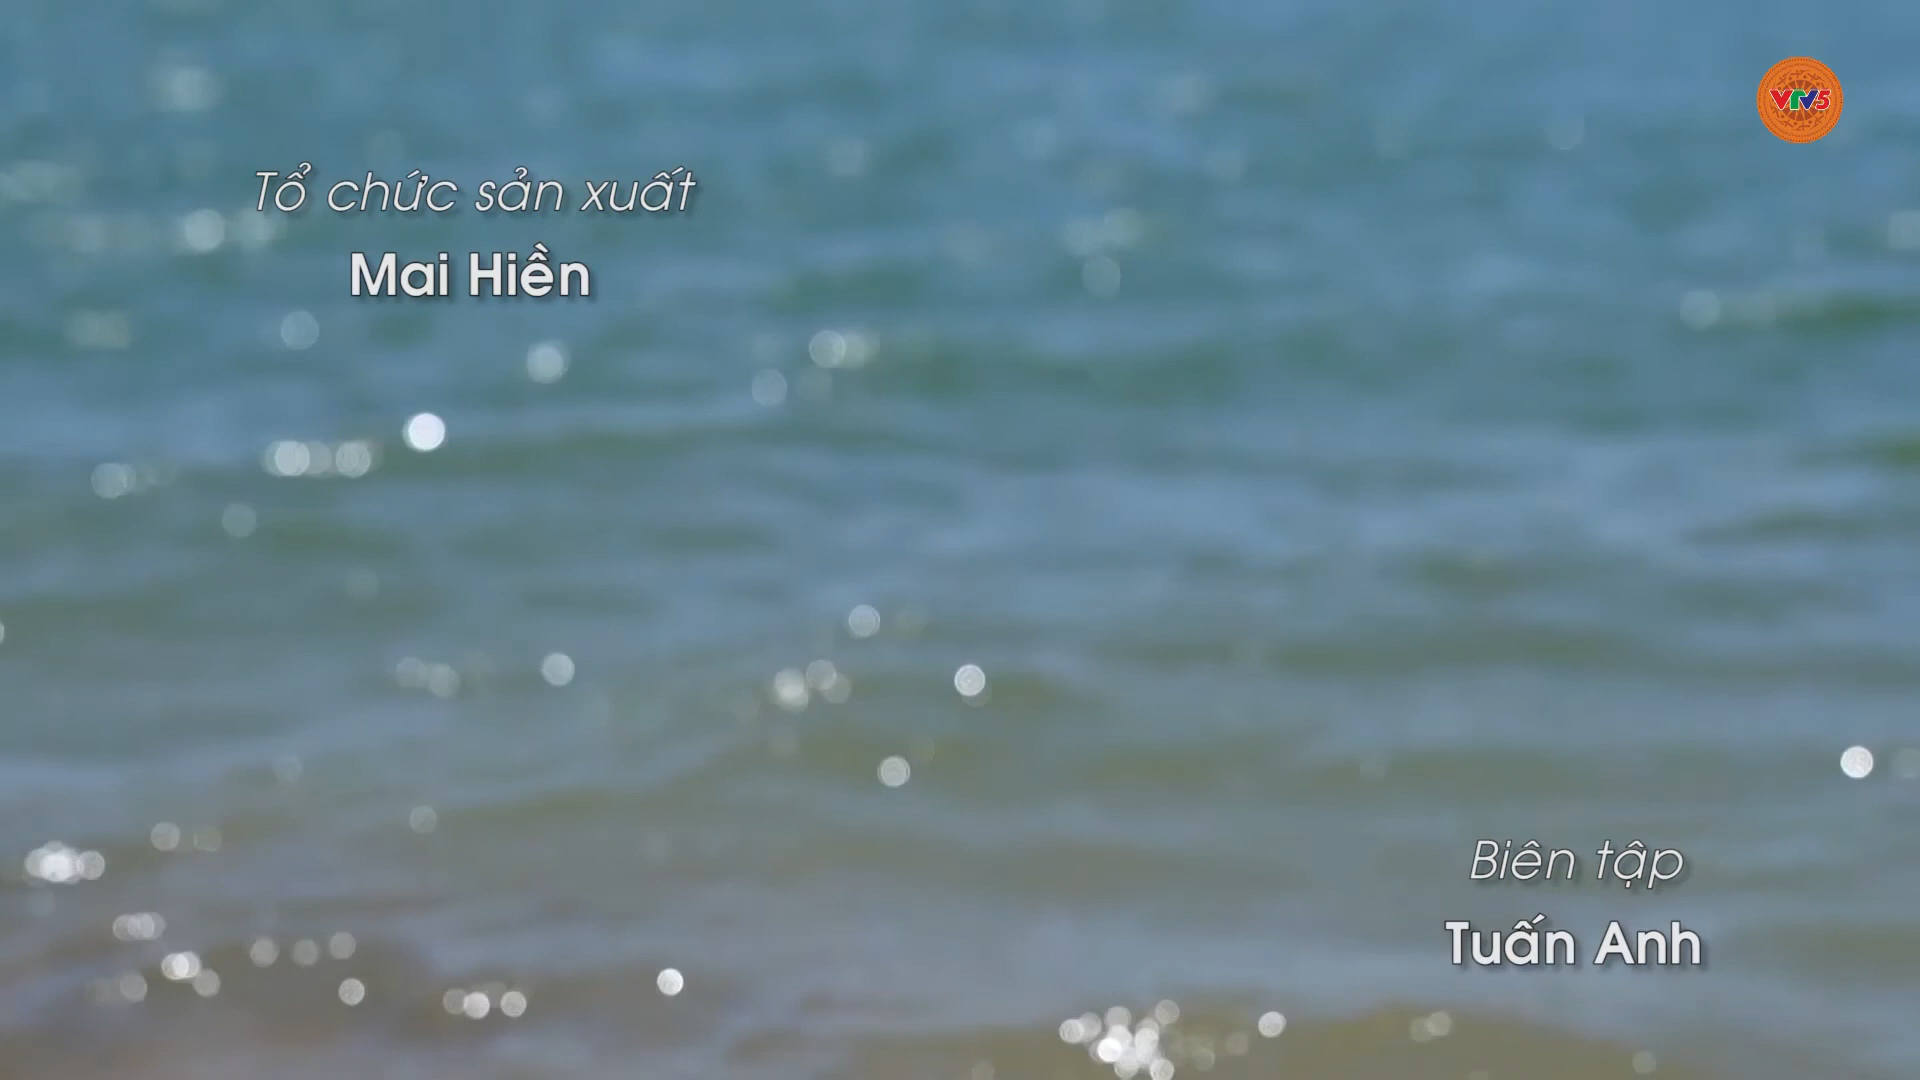 VTV5
Tổ chức sản xuất
Mai Hiền
Biên tập
Tuấn Anh